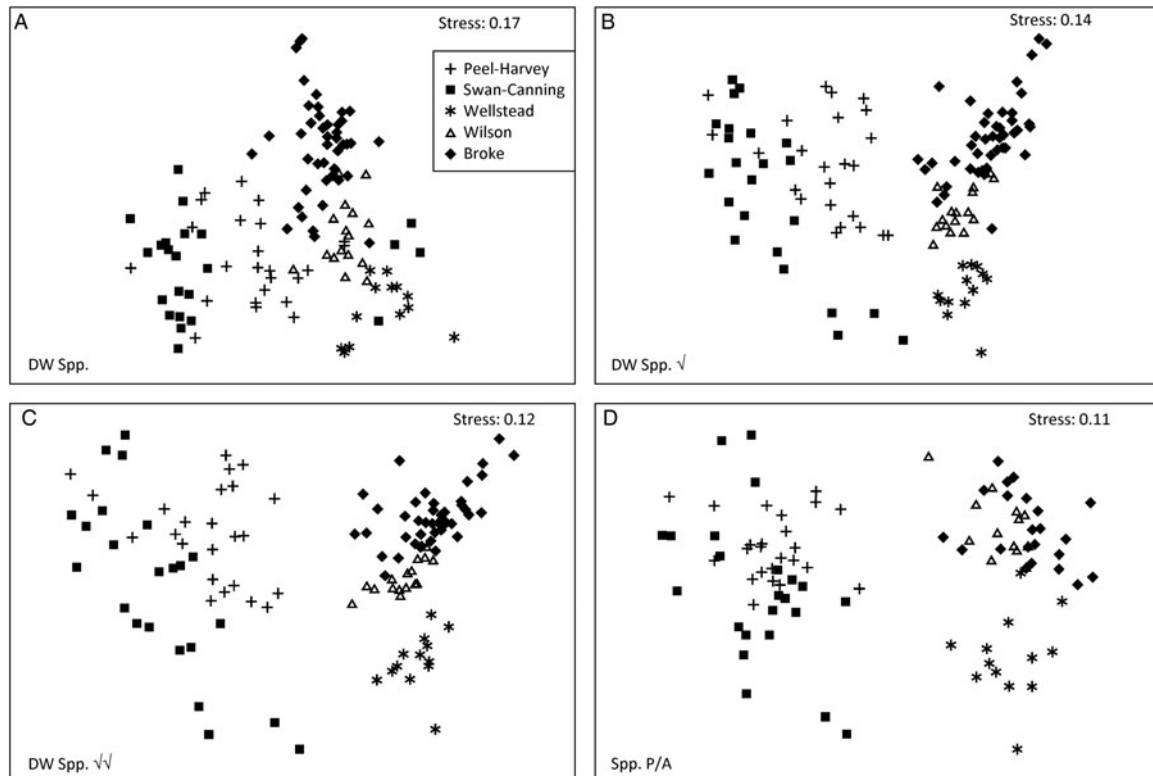 A
Stress: 0.17
Peel-Harvey
Swan-Canning
Wellstead
Wilson
Broke
DW Spp.
B
Stress: 0.14
DW Spp. √
C
Stress: 0.12
DW Spp. √√
D
Stress: 0.11
Spp. P/A